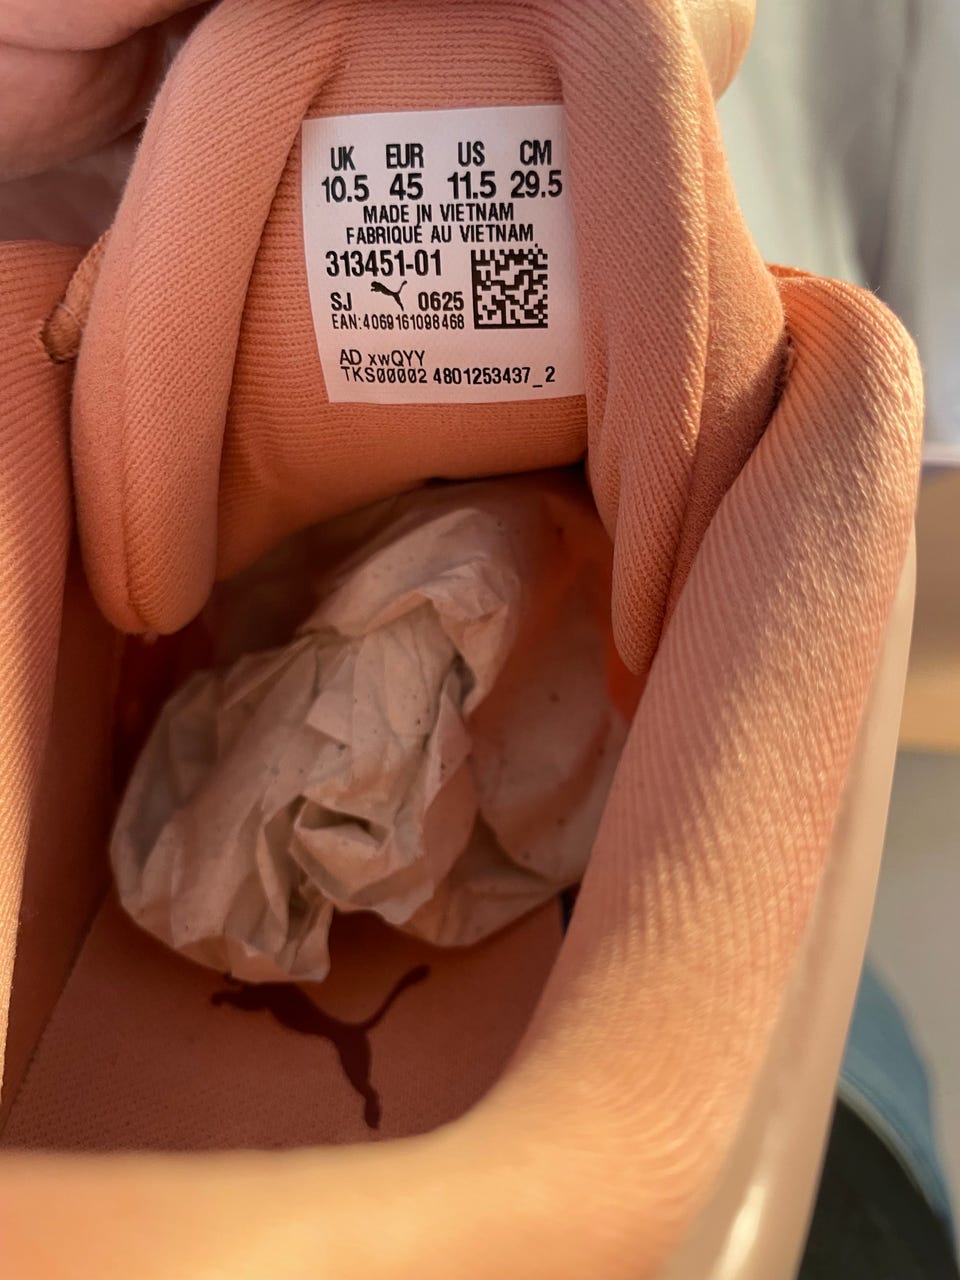 UK EUR US CM
10.5 45 11.5 29.5
MADE IN VIETNAM
FABRIQUÉ AU VIETNAM
313451-01
SJ 0625
EAN:4069161098468
AD xwQYY
TKS00002 4801253437_2